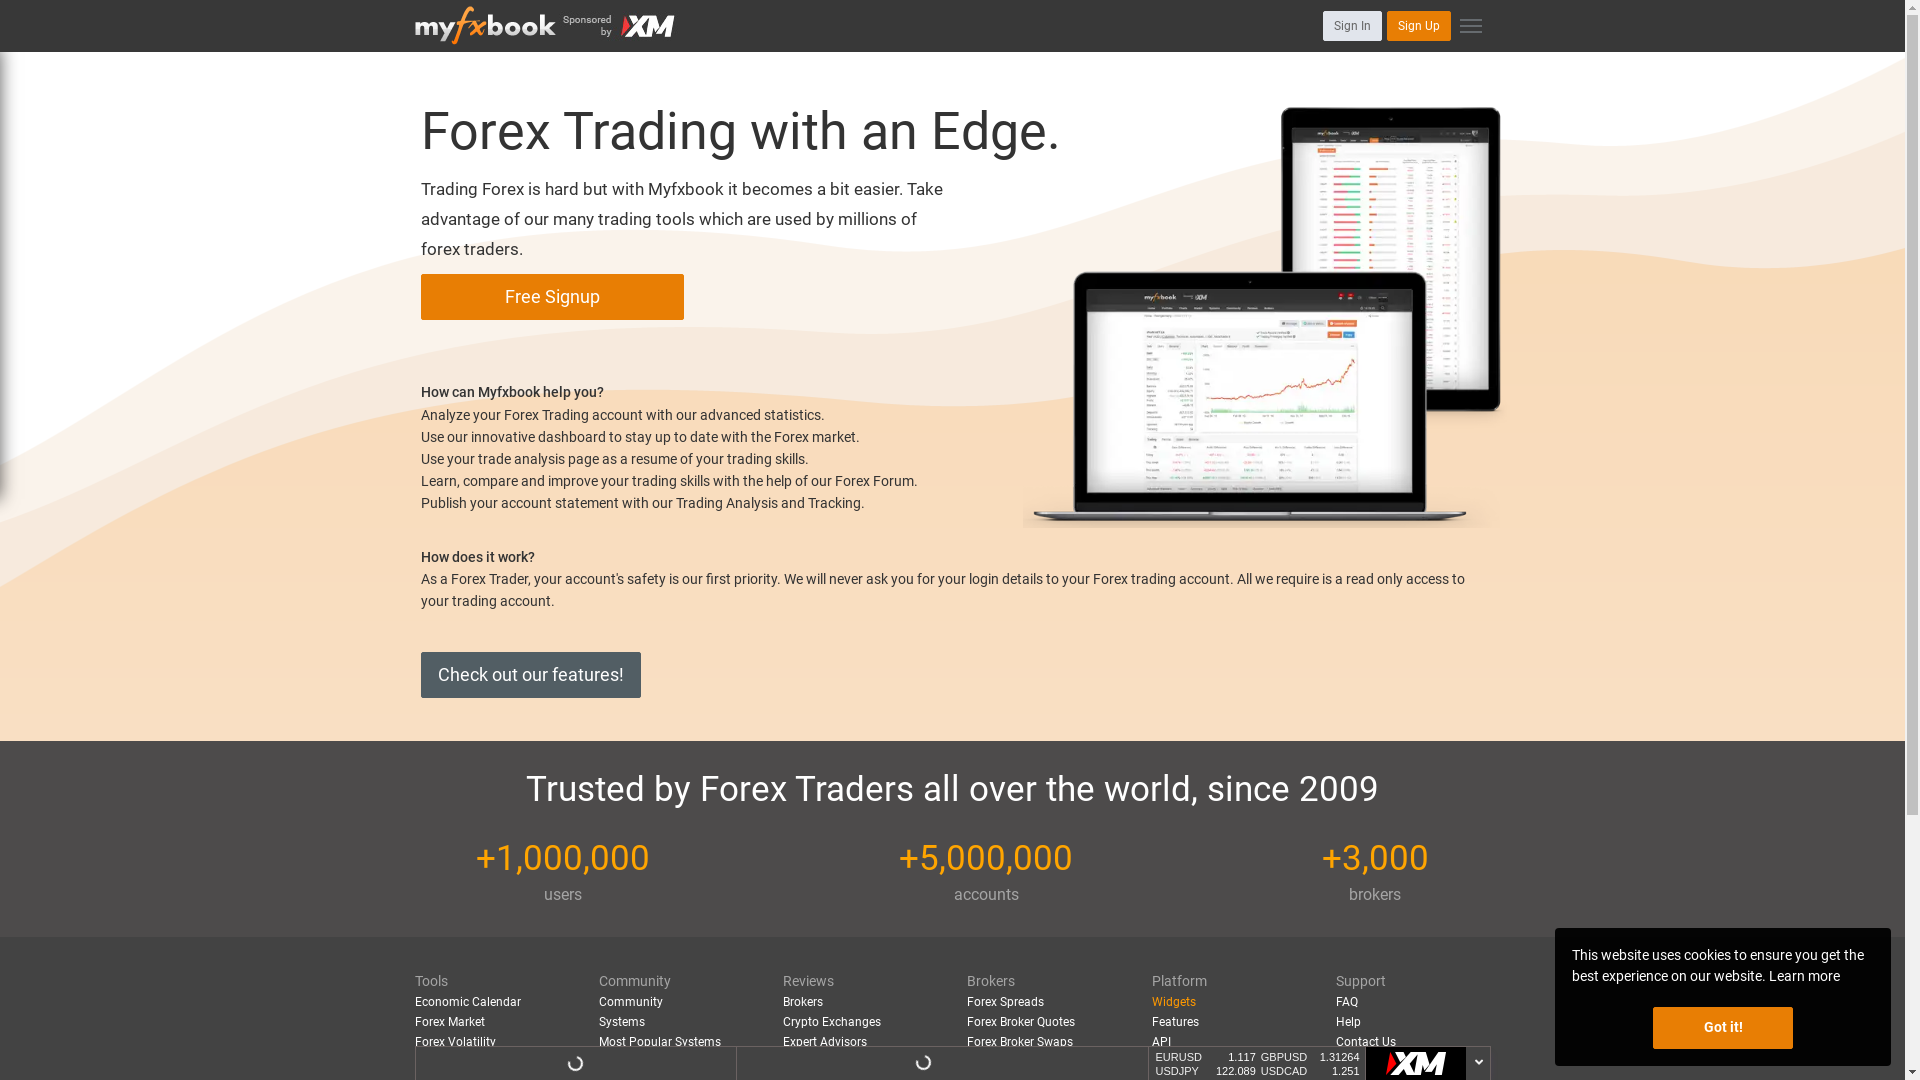 myfxbook Sponsored by XM Sign In Sign Up
Forex Trading with an Edge.
Trading Forex is hard but with Myfxbook it becomes a bit easier. Take
advantage of our many trading tools which are used by millions of
forex traders.
Free Signup
How can Myfxbook help you?
Analyze your Forex Trading account with our advanced statistics.
Use our innovative dashboard to stay up to date with the Forex market.
Use your trade analysis page as a resume of your trading skills.
Learn, compare and improve your trading skills with the help of our Forex Forum.
Publish your account statement with our Trading Analysis and Tracking.
How does it work?
As a Forex Trader, your account's safety is our first priority. We will never ask you for your login details to your Forex trading account. All we require is a read only access to
your trading account.
Check out our features!
Trusted by Forex Traders all over the world, since 2009
+1,000,000 +5,000,000 +3,000
users accounts brokers
Tools Community Reviews Brokers Platform Support
Economic Calendar Community Brokers Forex Spreads Widgets FAQ
Forex Market Systems Crypto Exchanges Forex Broker Quotes Features Help
Forex Volatility Most Popular Systems Expert Advisors Forex Broker Swaps API Contact Us
EURUSD 1.117 GBPUSD 1.31264
USDJPY 122.089 USDCAD 1.251
XM
This website uses cookies to ensure you get the
best experience on our website. Learn more
Got it!